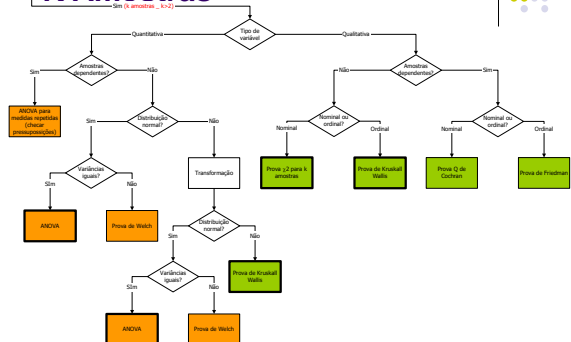 Sim (k amostras _ k>2)
Tipo de
variável
Quantitativa
Qualitativa
Amostras
dependentes?
Sim
Não
ANOVA para
medidas repetidas
(checar
pressuposições)
Distribuição
normal?
Sim
Não
Variâncias
iguais?
SIm
Não
ANOVA
Prova de Welch
Transformação
Distribuição
normal?
Sim
Não
Variâncias
iguais?
SIm
Não
ANOVA
Prova de Welch
Prova de Kruskall
Wallis
Amostras
dependentes?
Não
Sim
Nominal ou
ordinal?
Nominal
Ordinal
Prova χ2 para k
amostras
Prova de Kruskall
Wallis
Nominal ou
ordinal?
Nominal
Ordinal
Prova Q de
Cochran
Prova de Friedman